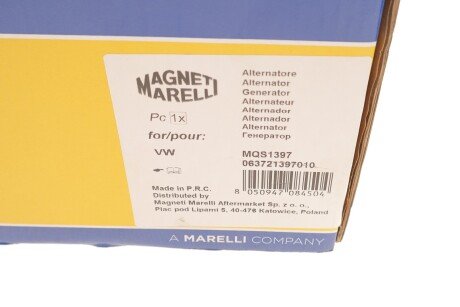 MAGNETI
MARELLI
Pc 1x
for/pour:
VW
Alternatore
Alternator
Generator
Alternateur
Alternador
Alternador
Alternator
Генератор
MQS1397
063721397010
8 050947 084504
Made in P.R.C.
Distributed by
Magneti Marelli Aftermarket Sp. z o. o.
Plac pod Lipami 5, 40-476 Katowice, Poland
A MARELLI COMPANY